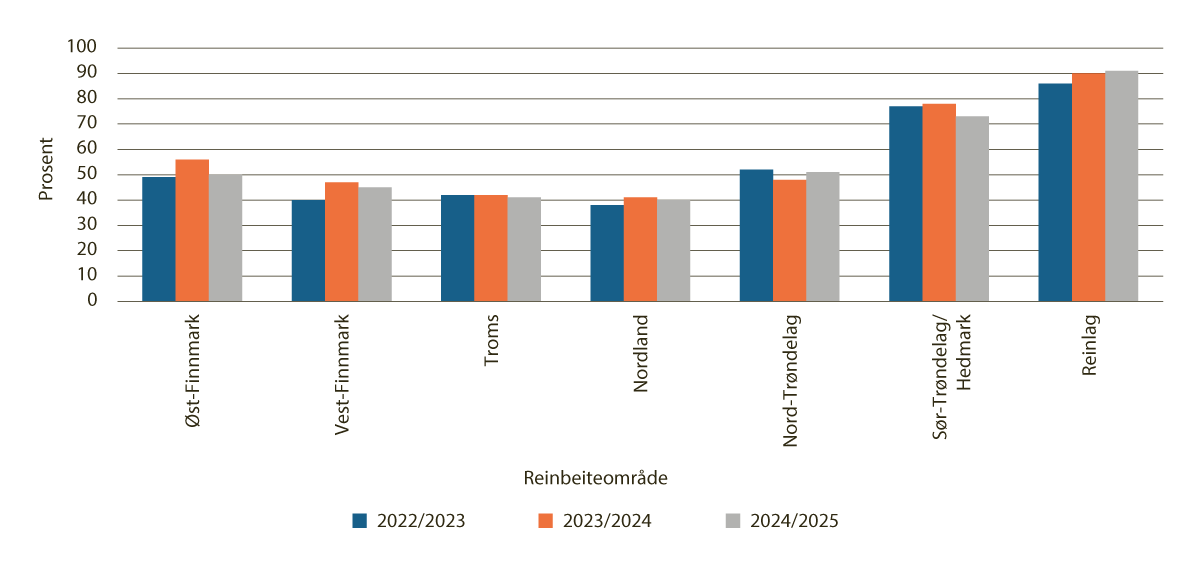 Prosent
100
90
80
70
60
50
40
30
20
10
0
Øst-Finnmark
Vest-Finnmark
Troms
Nordland
Nord-Trøndelag
Sør-Trøndelag/
Hedmark
Reinlag
Reinbeiteområde
2022/2023
2023/2024
2024/2025